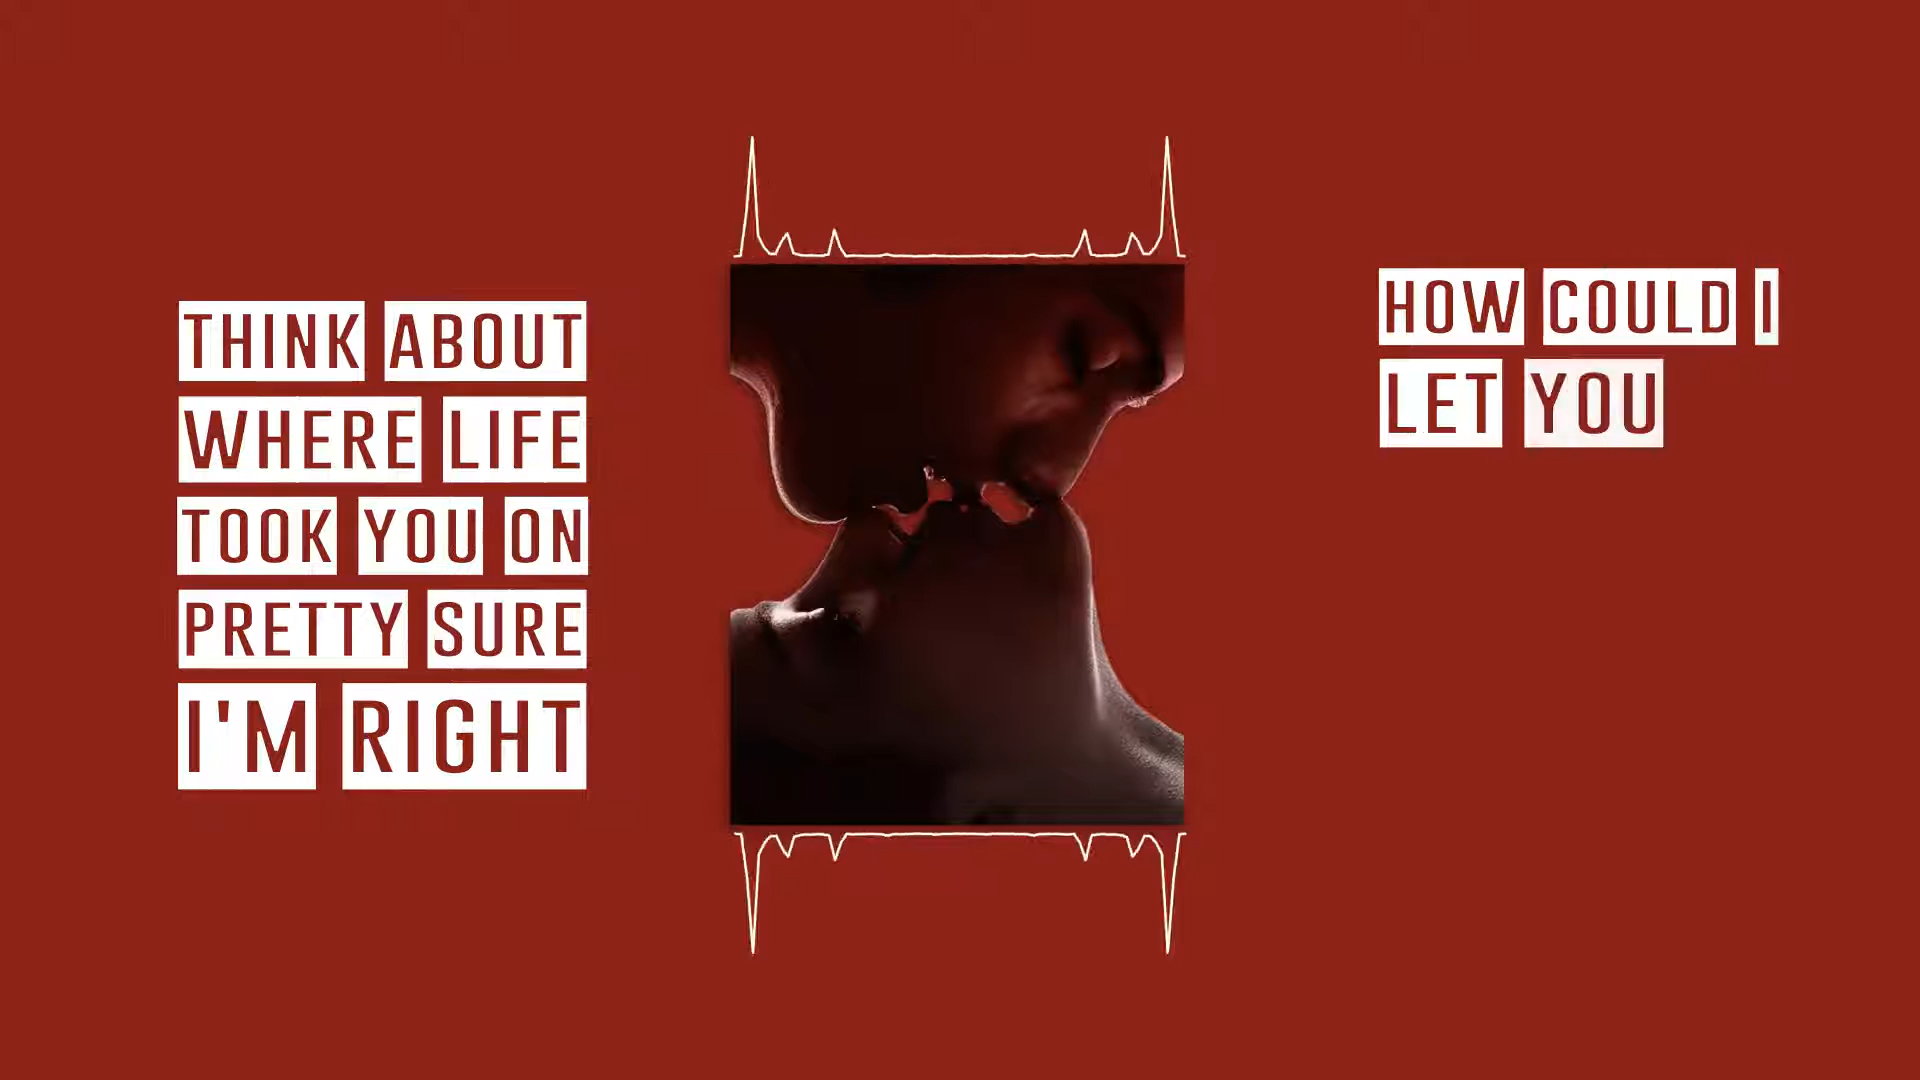 THINK ABOUT
WHERE LIFE
TOOK YOU ON
PRETTY SURE
I'M RIGHT
HOW COULD I
LET YOU